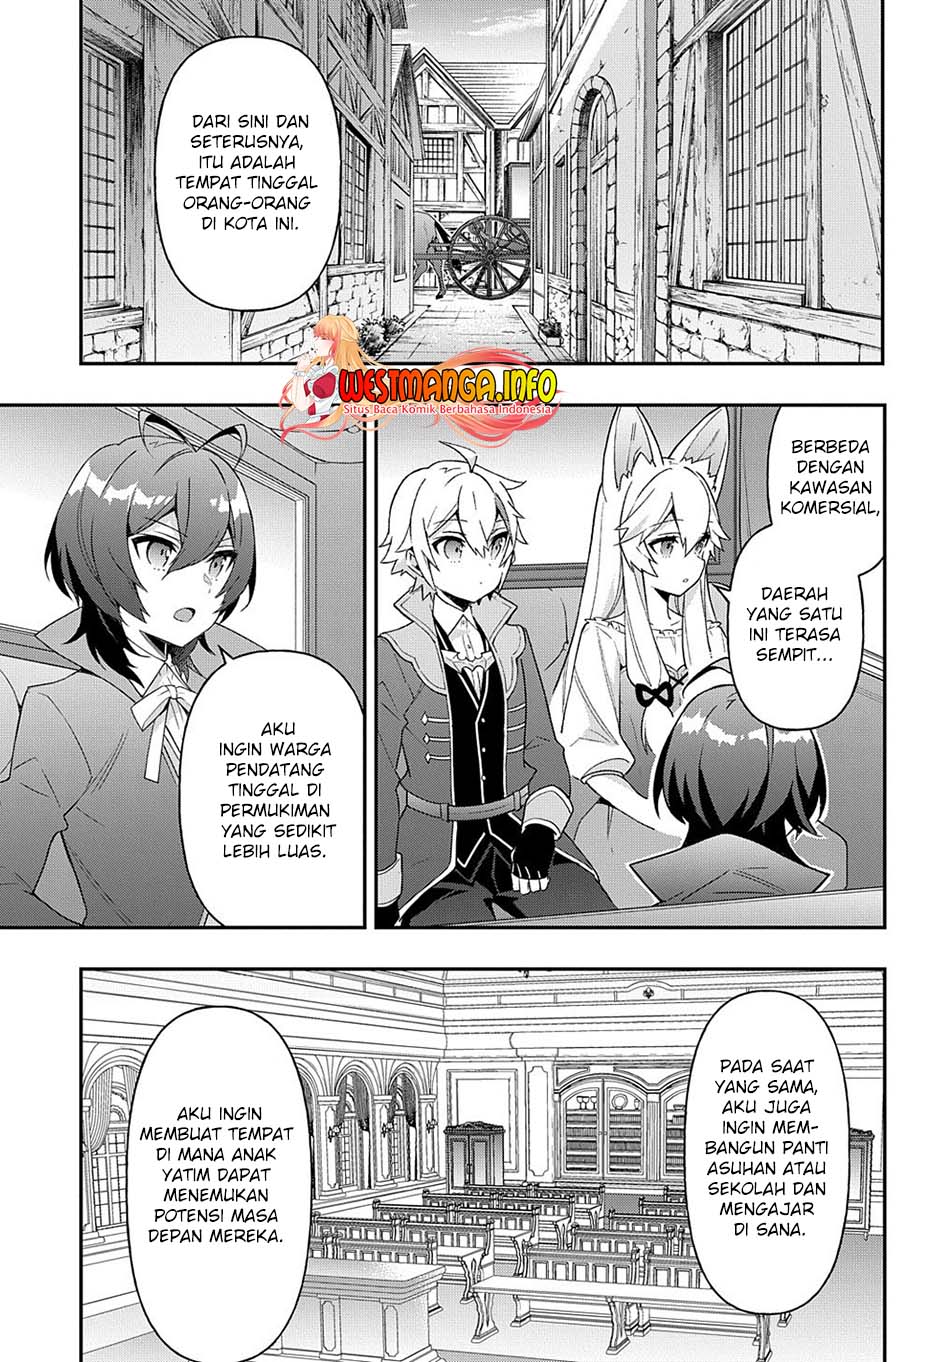 DARI SINI DAN
SETERUSNYA,
ITU ADALAH
TEMPAT TINGGAL
ORANG-ORANG
DI KOTA INI.
WESTMANGA.INFO
Situs Baca Komik Berbahasa Indonesia
BERBEDA
DENGAN
KAWASAN
KOMERSIAL,
DAERAH
YANG SATU
INI TERASA
SEMPIT...
AKU
INGIN WARGA
PENDATANG
TINGGAL DI
PERMUKIMAN
YANG SEDIKIT
LEBIH LUAS.
PADA SAAT
YANG SAMA,
AKU JUGA
INGIN MEM-
BANGUN PANTI
ASUHAN ATAU
SEKOLAH DAN
MENGAJAR
DI SANA.
AKU INGIN
MEMBUAT TEMPAT
DI MANA ANAK
YATIM DAPAT
MENEMUKAN
POTENSI MASA
DEPAN MEREKA.